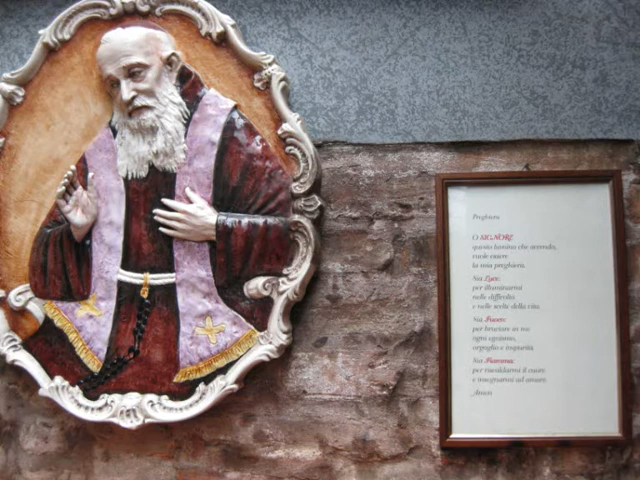 Preghiera
O SIGNORE
questo lumino che accendo,
vuole essere
la mia preghiera.
Sia Luce:
per illuminarmi
nelle difficoltà
e nelle scelte della vita.
Sia Fuoco:
per bruciare in me
ogni egoismo,
orgoglio e impurità.
Sia Fiamma:
per riscaldarmi il cuore
e insegnarmi ad amare.
Amen.